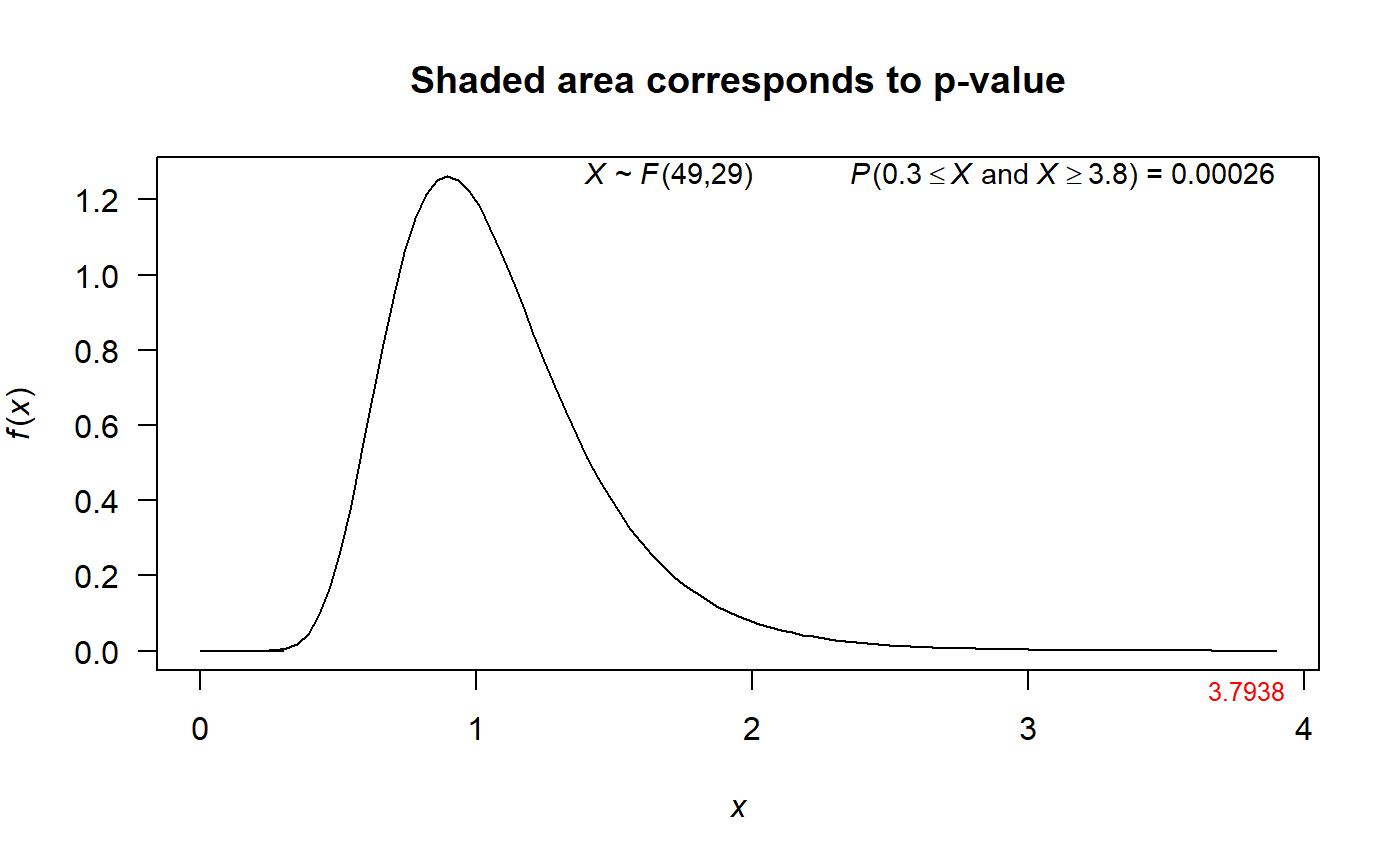 Shaded area corresponds to p-value
X ~ F(49,29) P(0.3 ≤ X and X ≥ 3.8) = 0.00026
f(x)
1.2
1.0
0.8
0.6
0.4
0.2
0.0
3.7938
0 1 2 3 4
x